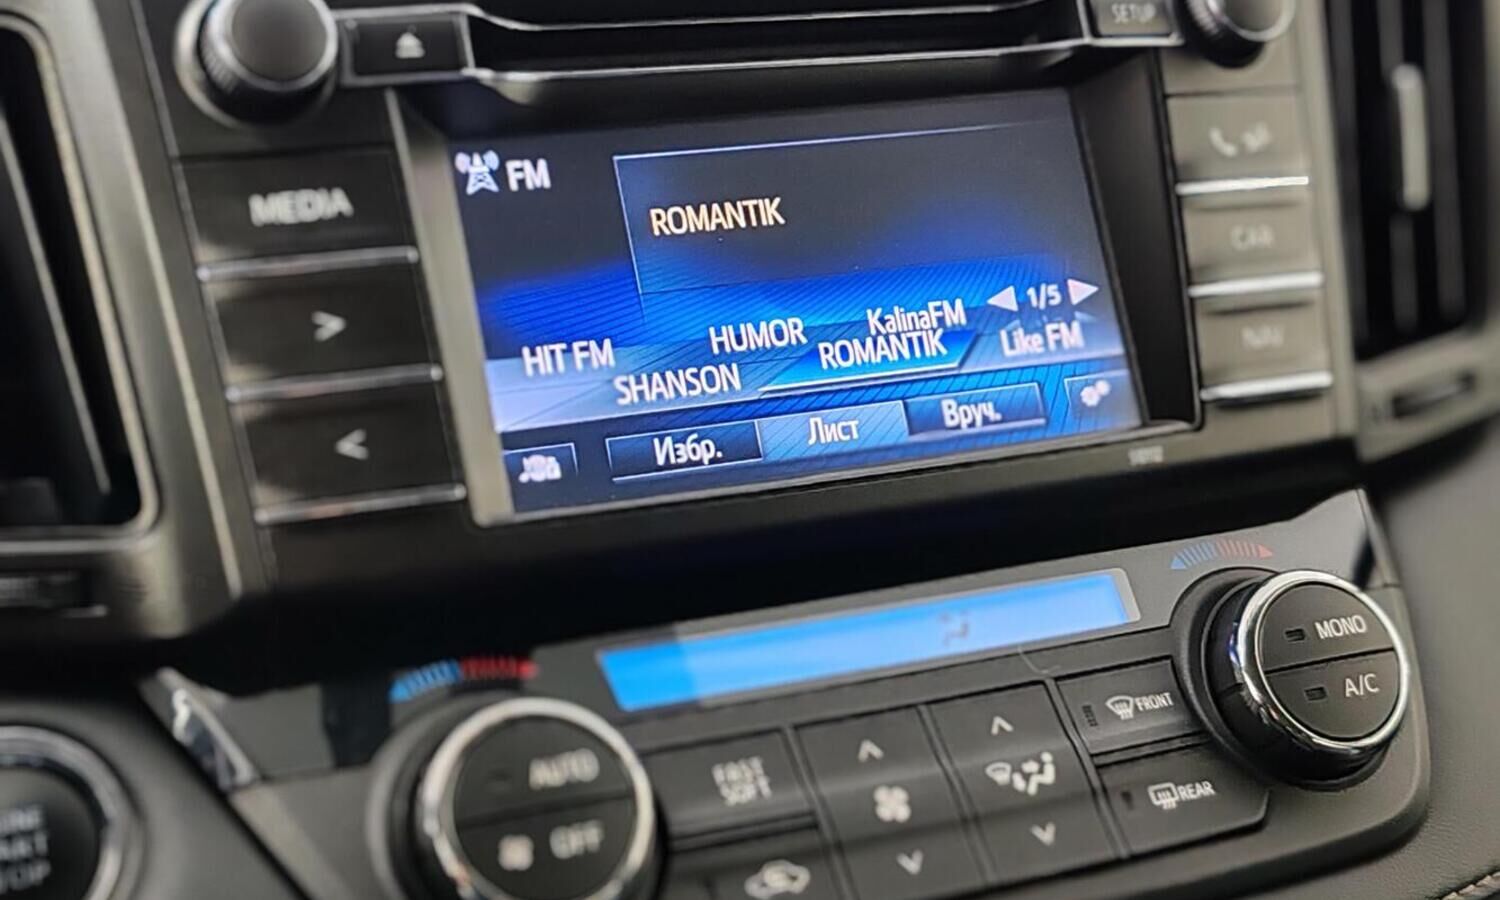 SETUP
FM
MEDIA
ROMANTIK
CAR
1/5
KalinaFM
HUMOR
ROMANTIK
Like FM
HIT FM
SHANSON
Вруч.
Лист
Избр.
MONO
A/C
FRONT
AUTO
FAST
SOFT
REAR
OFF